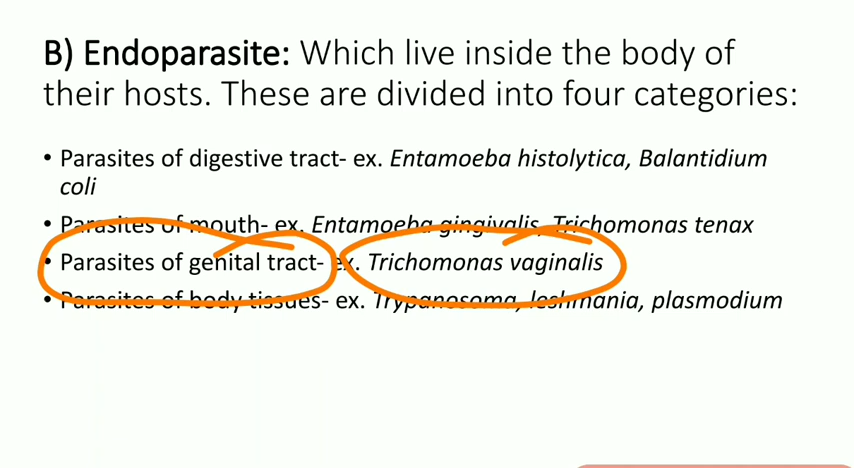 B) Endoparasite: Which live inside the body of
their hosts. These are divided into four categories:
• Parasites of digestive tract- ex. Entamoeba histolytica, Balantidium
coli
• Parasites of mouth- ex. Entamoeba gingivalis, Trichomonas tenax
• Parasites of genital tract- ex. Trichomonas vaginalis
• Parasites of body tissues- ex. Trypanosoma, leshmania, plasmodium